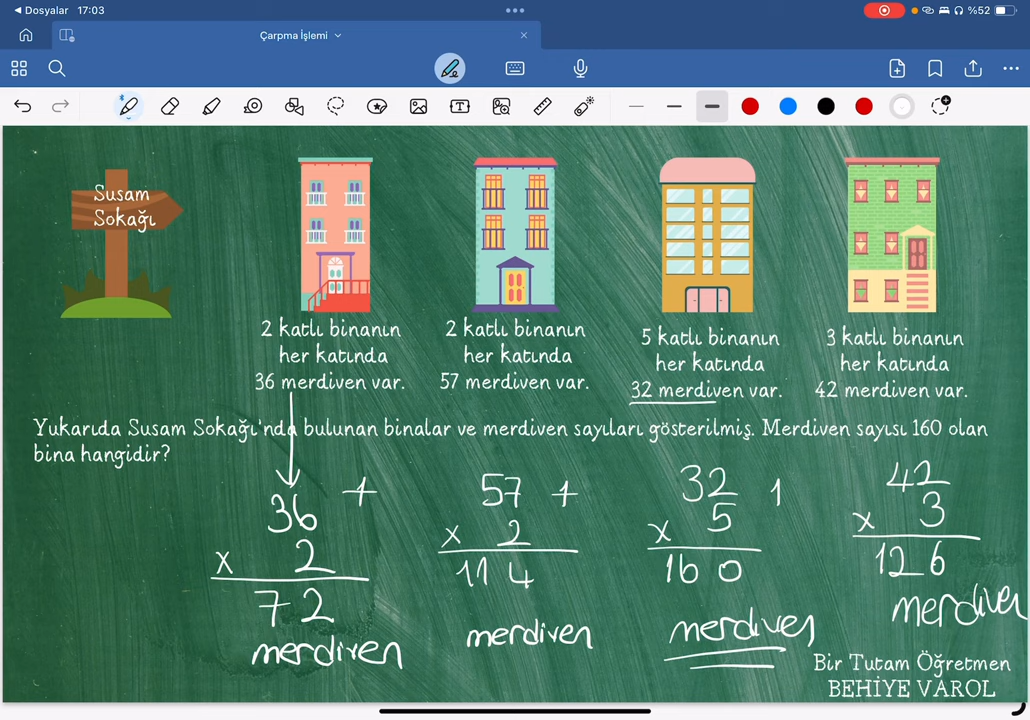 Dosyalar 17:03
%52
Çarpma İşlemi
Susam
Sokağı
2 katlı binanın
her katında
36 merdiven var.
2 katlı binanın
her katında
57 merdiven var.
5 katlı binanın
her katında
32 merdiven var.
3 katlı binanın
her katında
42 merdiven var.
Yukarıda Susam Sokağı'nda bulunan binalar ve merdiven sayıları gösterilmiş. Merdiven sayısı 160 olan
bina hangidir?
36 +
x 2
72
merdiven
57 +
x 2
114
merdiven
32 1
x 5
160
merdiven
42
x 3
126
merdiven
Bir Tutam Öğretmen
BEHİYE VAROL